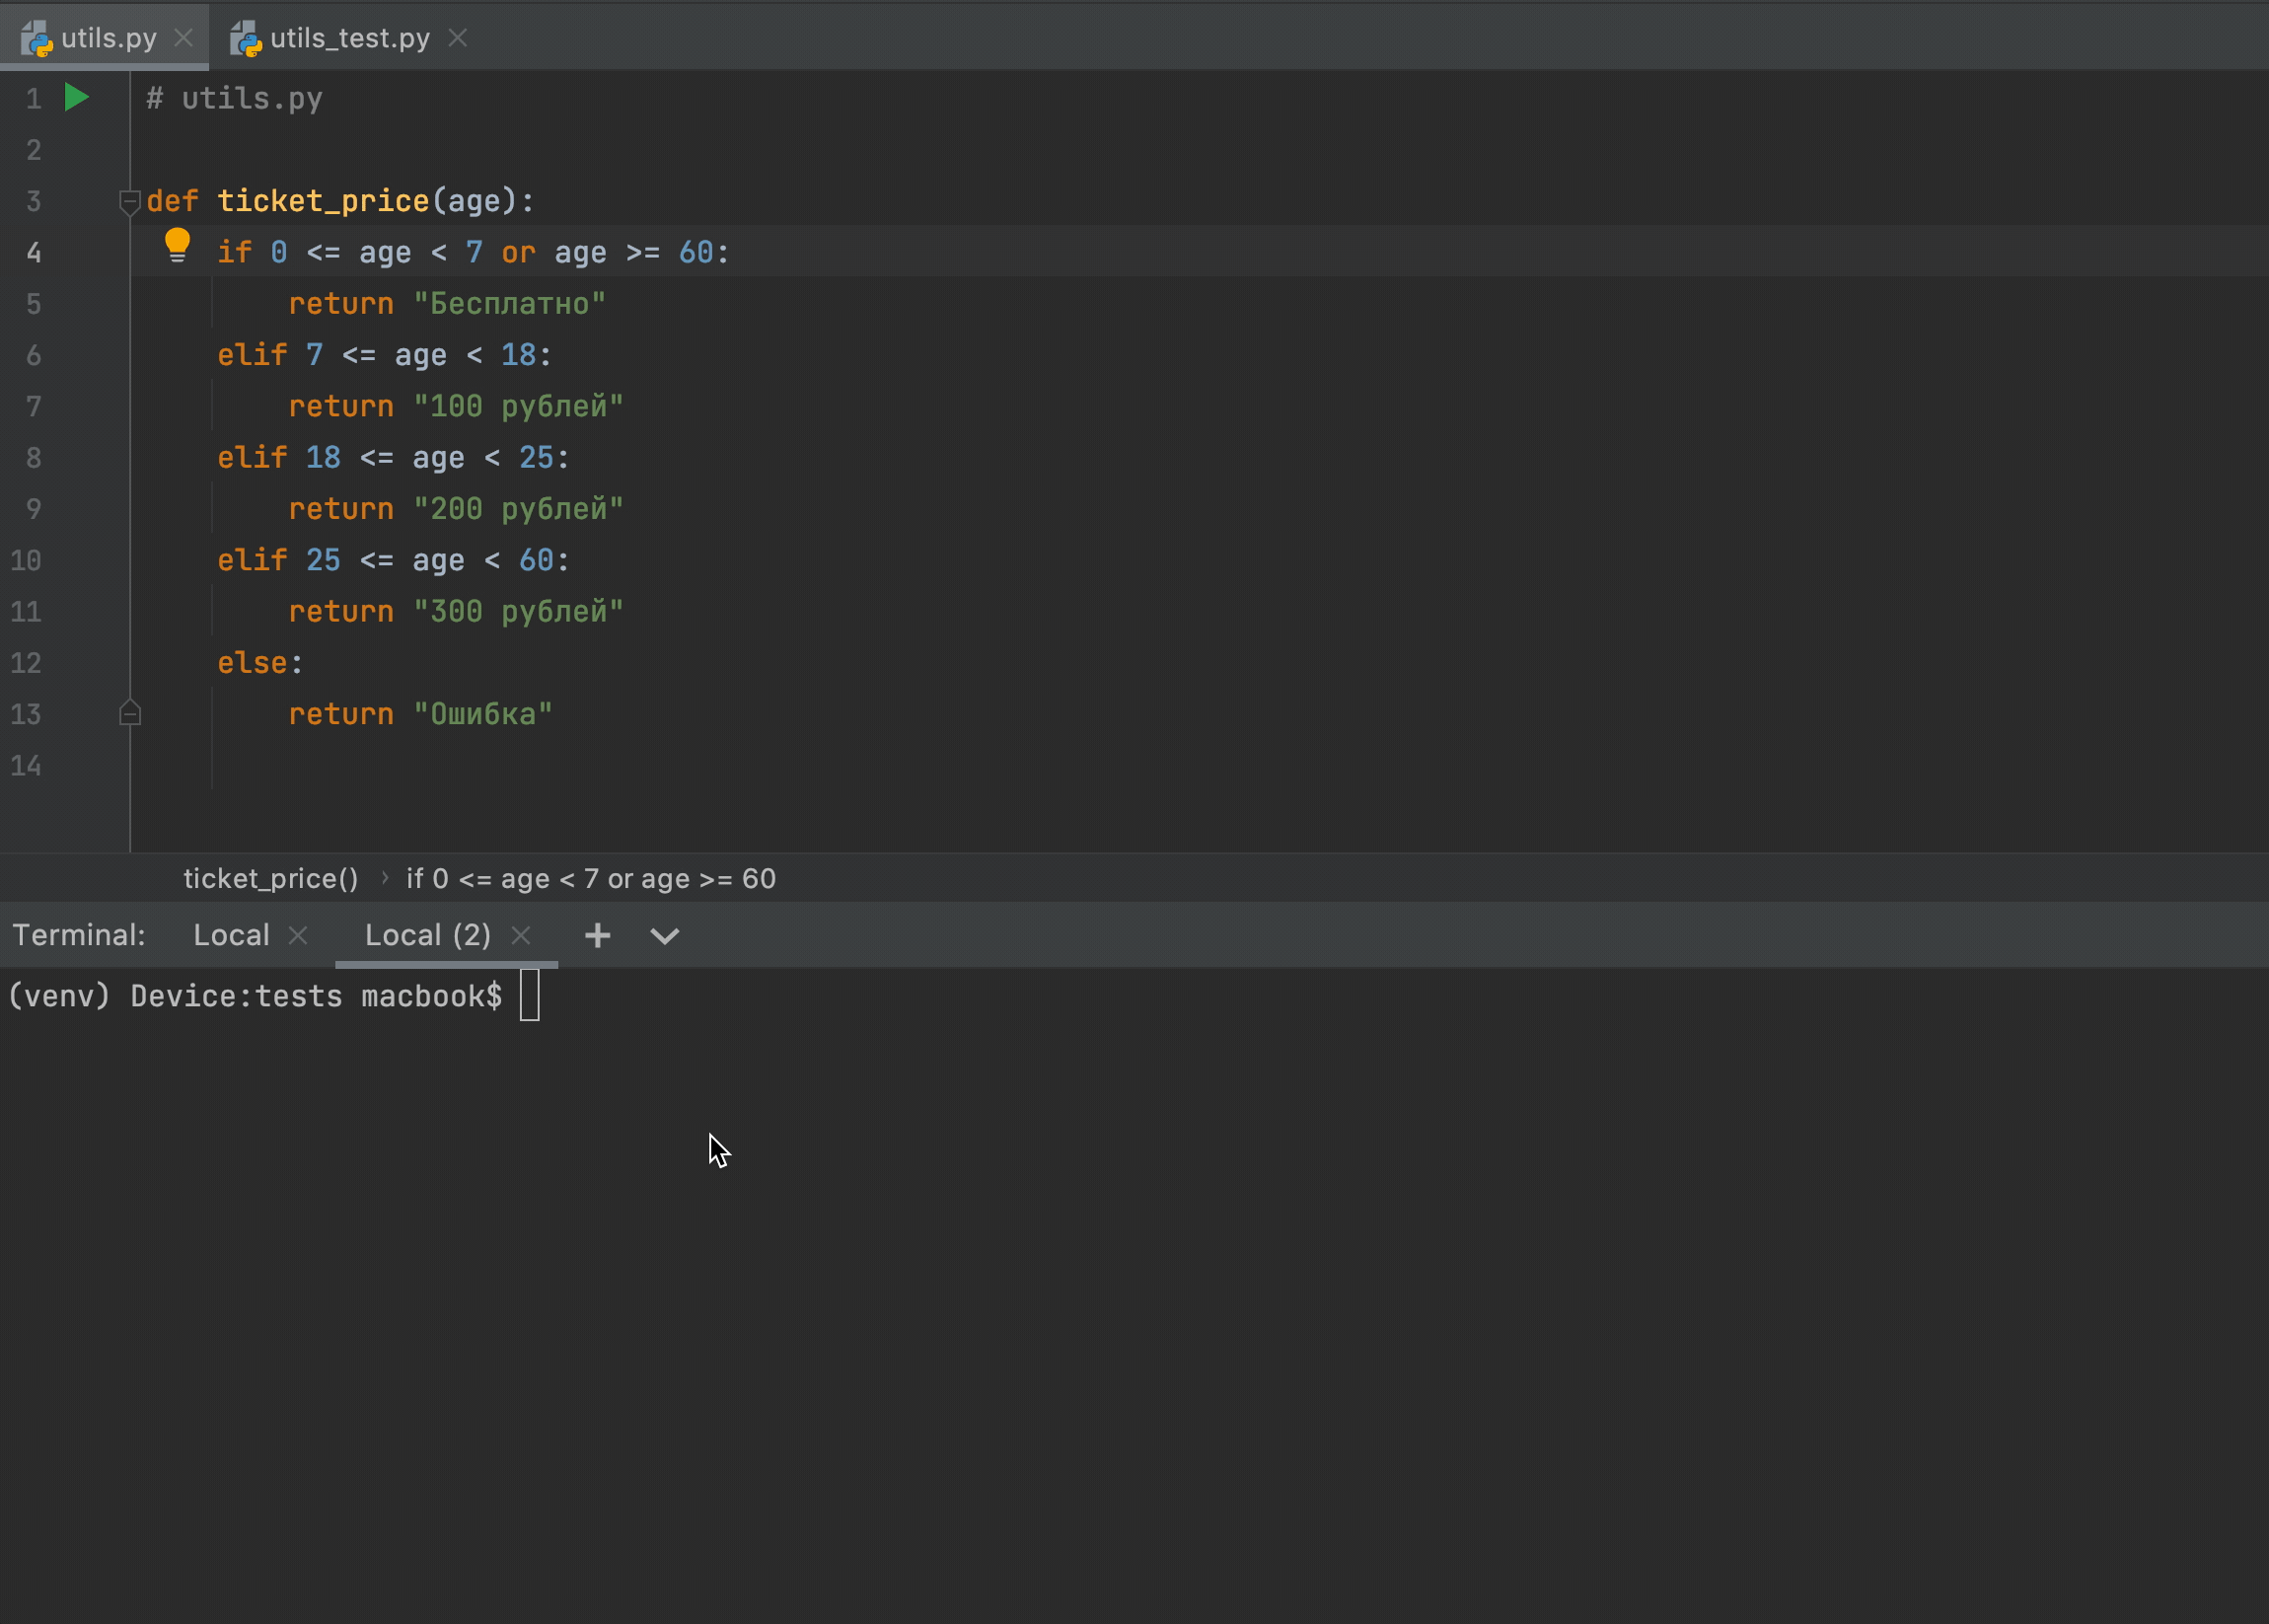 utils.py utils_test.py
1 # utils.py
2
3 def ticket_price(age):
4 if 0 <= age < 7 or age >= 60:
5 return "Бесплатно"
6 elif 7 <= age < 18:
7 return "100 рублей"
8 elif 18 <= age < 25:
9 return "200 рублей"
10 elif 25 <= age < 60:
11 return "300 рублей"
12 else:
13 return "Ошибка"
14
ticket_price() › if 0 <= age < 7 or age >= 60
Terminal: Local Local (2)
(venv) Device:tests macbook$